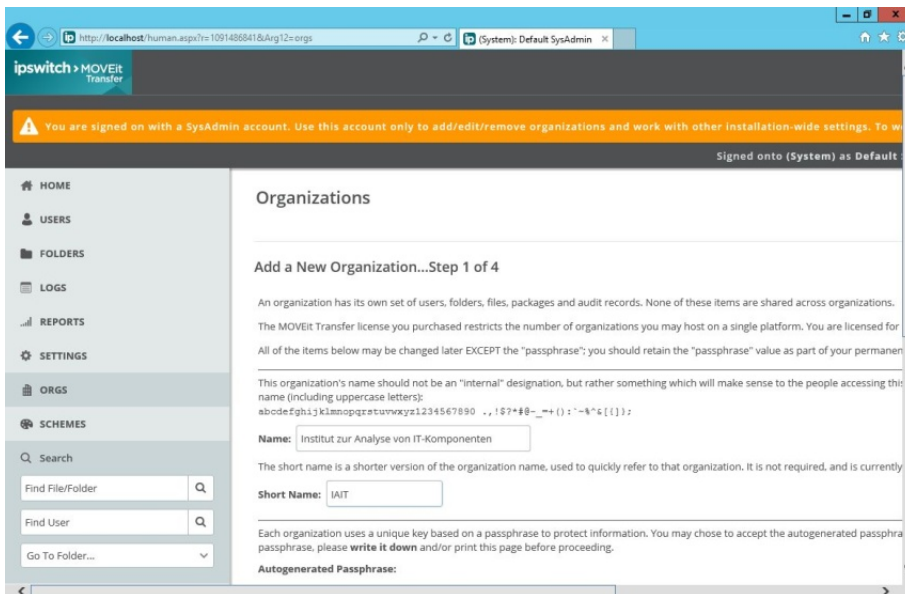 http://localhost/human.aspx?r=1091486841&Arg12=orgs
(System): Default SysAdmin
ipswitch MOVEit
Transfer
You are signed on with a SysAdmin account. Use this account only to add/edit/remove organizations and work with other installation-wide settings. To
Signed onto (System) as Default
HOME
USERS
FOLDERS
LOGS
REPORTS
SETTINGS
ORGS
SCHEMES
Search
Find File/Folder
Find User
Go To Folder...
Organizations
Add a New Organization...Step 1 of 4
An organization has its own set of users, folders, files, packages and audit records. None of these items are shared across organizations.
The MOVEit Transfer license you purchased restricts the number of organizations you may host on a single platform. You are licensed for
All of the items below may be changed later EXCEPT the "passphrase"; you should retain the "passphrase" value as part of your
This organization's name should not be an "internal" designation, but rather something which will make sense to the people accessing
name (including uppercase letters):
abcdefghijklmnopqrstuvwxyz1234567890 .,!$?*#@-_=+():`~%^&[{]};
Name: Institut zur Analyse von IT-Komponenten
The short name is a shorter version of the organization name, used to quickly refer to that organization. It is not required, and is currently
Short Name: IAIT
Each organization uses a unique key based on a passphrase to protect information. You may chose to accept the autogenerated
passphrase, please write it down and/or print this page before proceeding.
Autogenerated Passphrase: